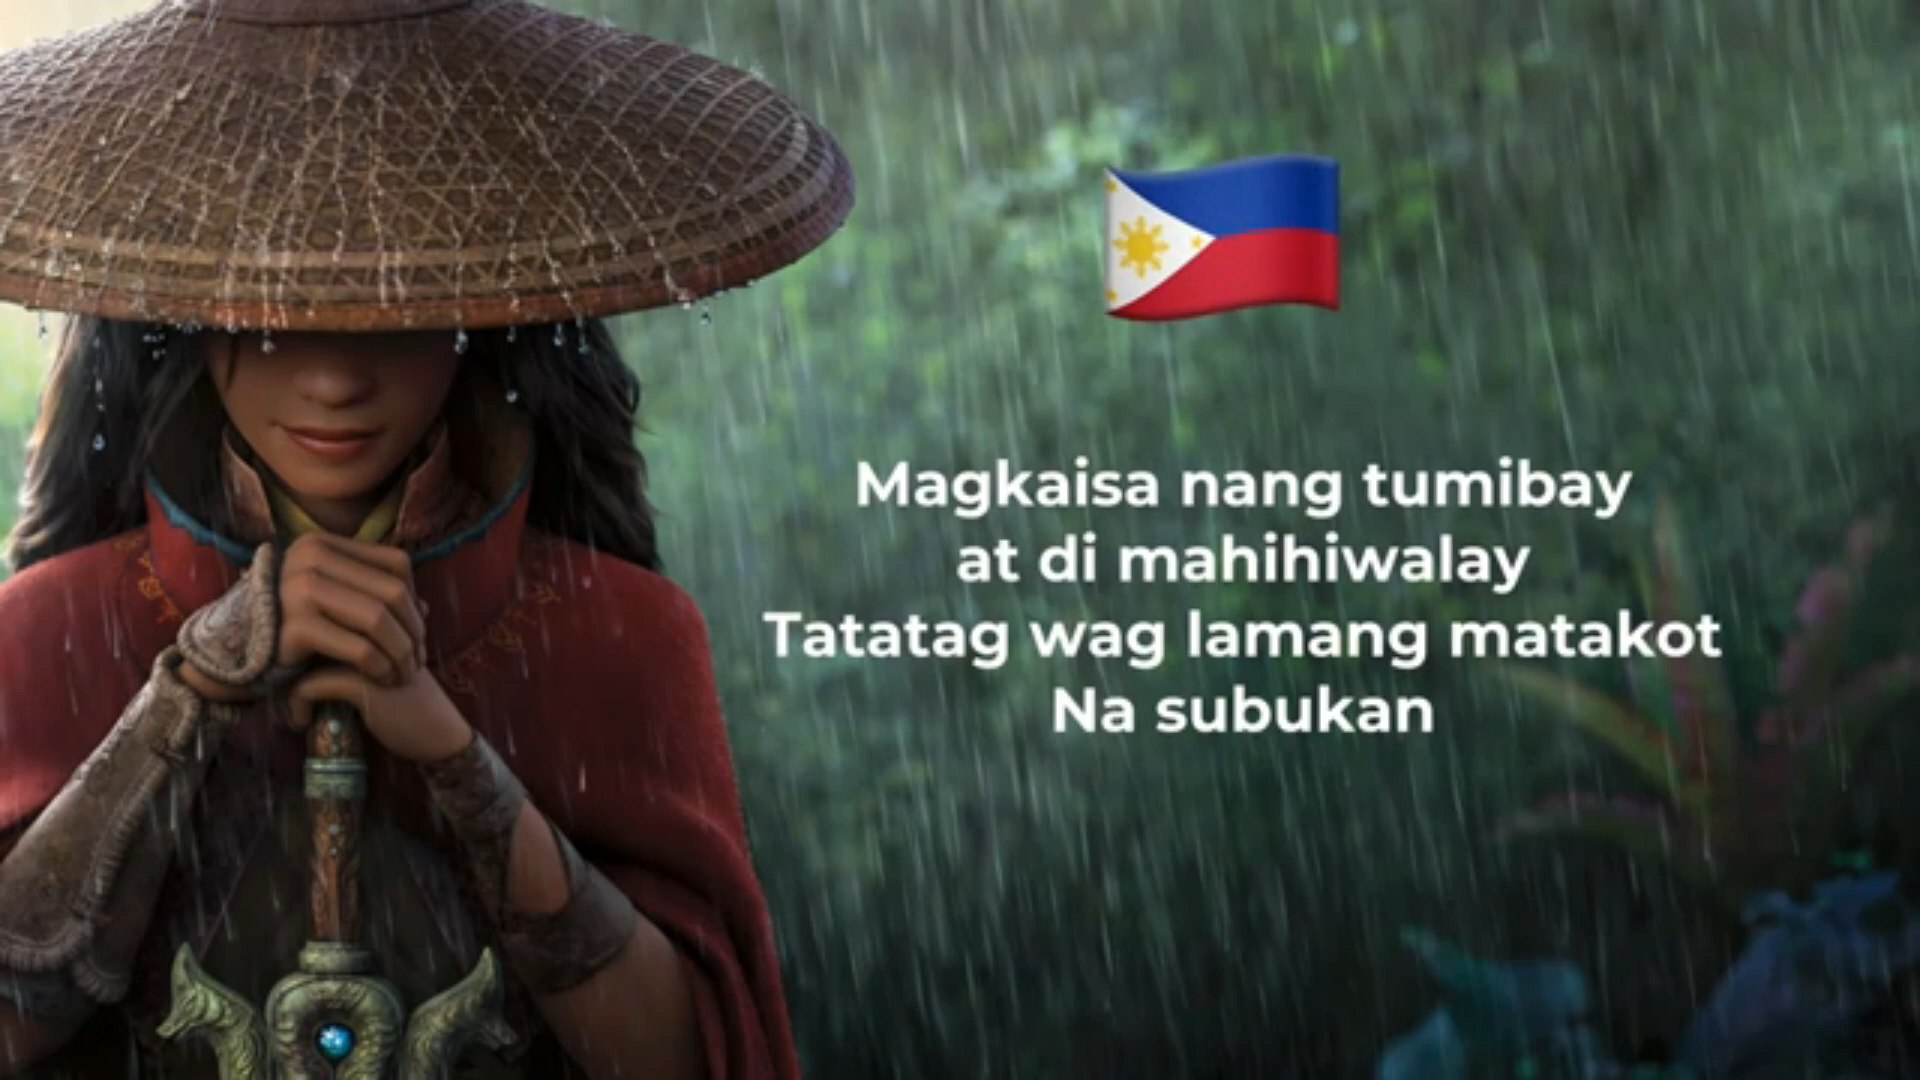 Magkaisa nang tumibay
at di mahihiwalay
Tatatag wag lamang matakot
Na subukan